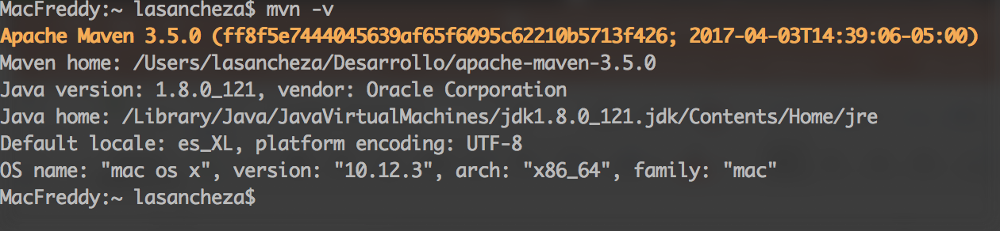 MacFreddy:~ lasancheza$ mvn -v
Apache Maven 3.5.0 (ff8f5e7444045639af65f6095c62210b5713f426; 2017-04-03T14:39:06-05:00)
Maven home: /Users/lasancheza/Desarrollo/apache-maven-3.5.0
Java version: 1.8.0_121, vendor: Oracle Corporation
Java home: /Library/Java/JavaVirtualMachines/jdk1.8.0_121.jdk/Contents/Home/jre
Default locale: es_XL, platform encoding: UTF-8
OS name: "mac os x", version: "10.12.3", arch: "x86_64", family: "mac"
MacFreddy:~ lasancheza$